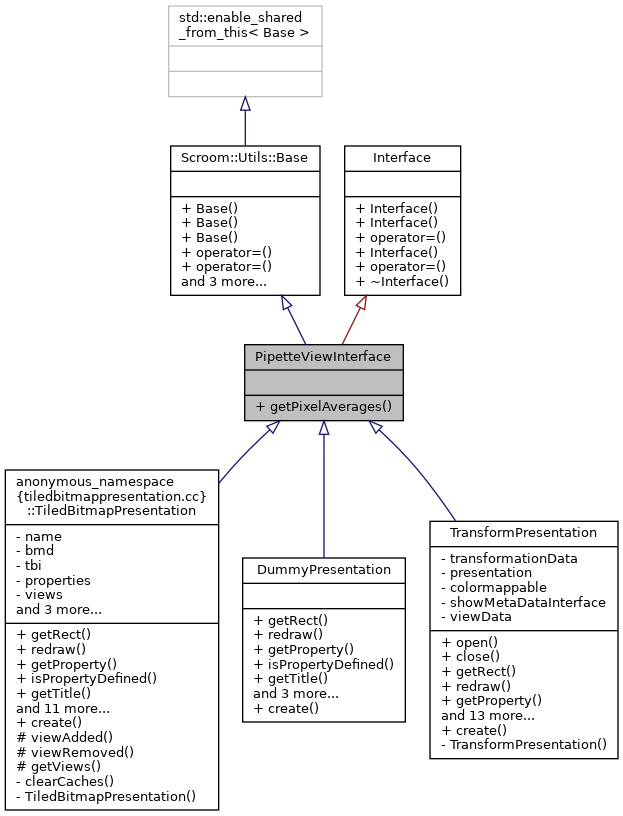 std::enable_shared
_from_this< Base >
Scroom::Utils::Base
+ Base()
+ Base()
+ Base()
+ operator=()
+ operator=()
and 3 more...
Interface
+ Interface()
+ Interface()
+ operator=()
+ Interface()
+ operator=()
+ ~Interface()
PipetteViewInterface
+ getPixelAverages()
anonymous_namespace
{tiledbitmappresentation.cc}
::TiledBitmapPresentation
- name
- bmd
- tbi
- properties
- views
and 3 more...
+ getRect()
+ redraw()
+ getProperty()
+ isPropertyDefined()
+ getTitle()
and 11 more...
+ create()
# viewAdded()
# viewRemoved()
# getViews()
- clearCaches()
- TiledBitmapPresentation()
DummyPresentation
+ getRect()
+ redraw()
+ getProperty()
+ isPropertyDefined()
+ getTitle()
and 3 more...
+ create()
TransformPresentation
- transformationData
- presentation
- colormappable
- showMetaDataInterface
- viewData
+ open()
+ close()
+ getRect()
+ redraw()
+ getProperty()
and 13 more...
+ create()
- TransformPresentation()